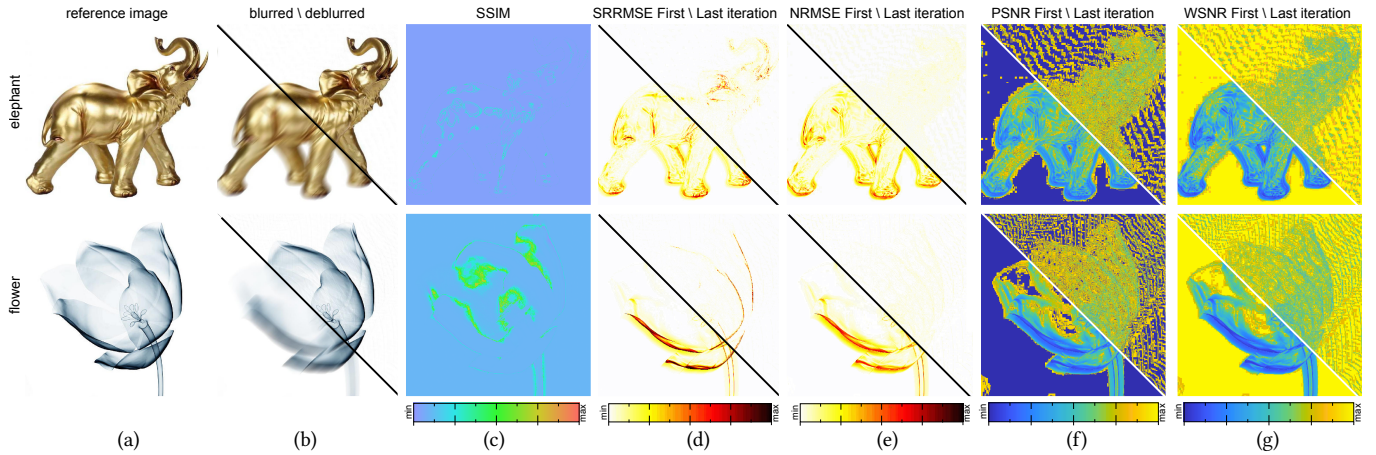 reference image
blurred \ deblurred
SSIM
SRRMSE First \ Last iteration
NRMSE First \ Last iteration
PSNR First \ Last iteration
WSNR First \ Last iteration
elephant
flower
min
max
min
max
min
max
min
max
min
max
(a)
(b)
(c)
(d)
(e)
(f)
(g)